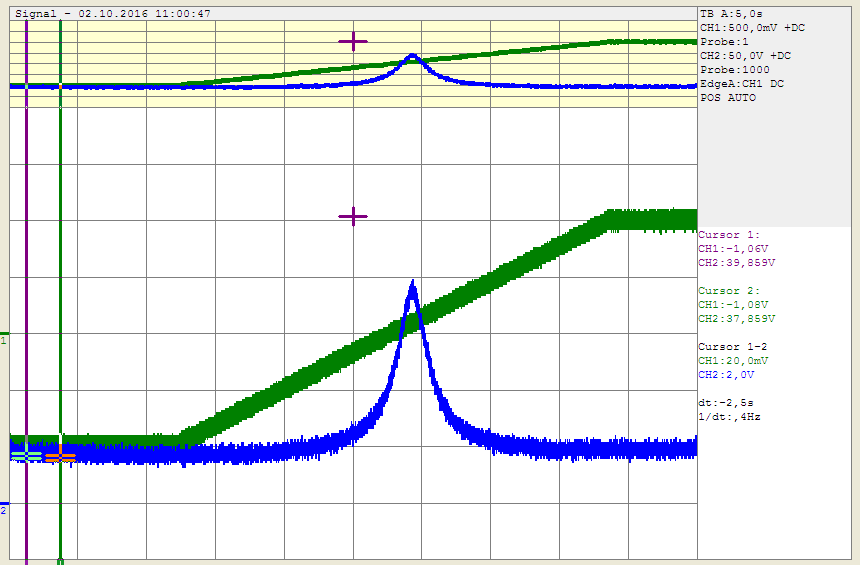 Signal - 02.10.2016 11:00:47
TB A:5,0s
CH1:500,0mV +DC
Probe:1
CH2:50,0V +DC
Probe:1000
EdgeA:CH1 DC
POS AUTO
Cursor 1:
CH1:-1,06V
CH2:39,859V
Cursor 2:
CH1:-1,08V
CH2:37,859V
Cursor 1-2
CH1:20,0mV
CH2:2,0V
dt:-2,5s
1/dt:,4Hz
1
2